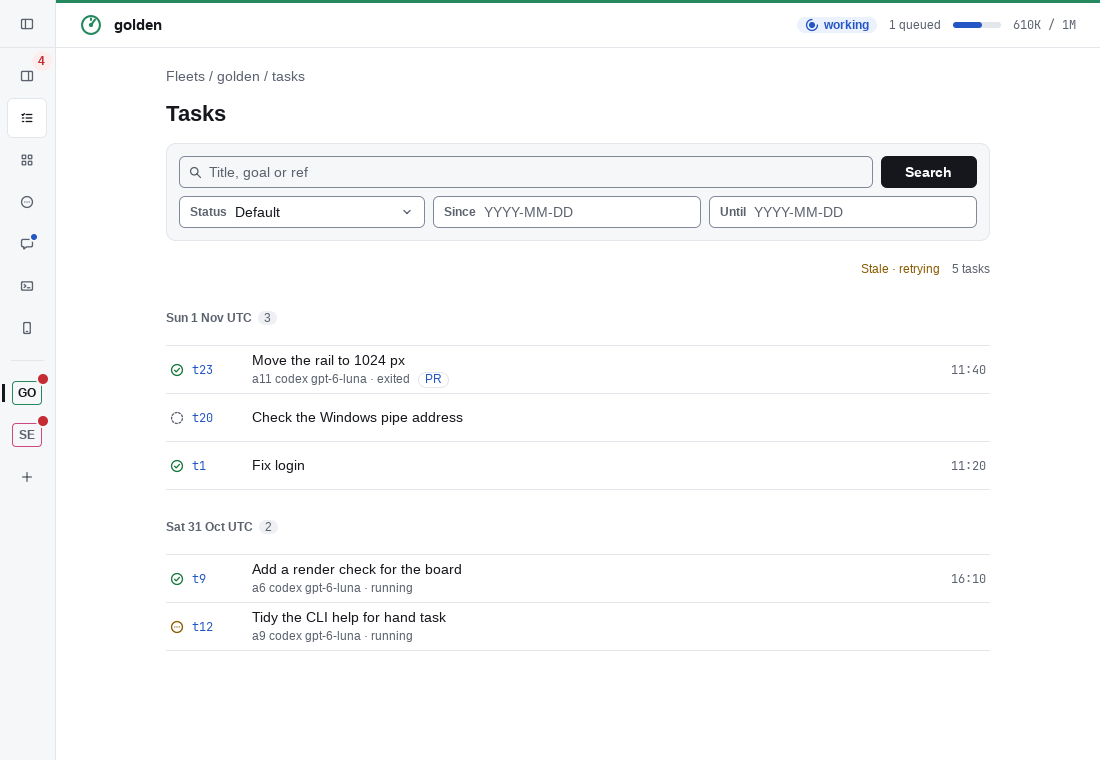 golden
working
1 queued
610K / 1M
4
Fleets / golden / tasks
Tasks
Title, goal or ref
Search
Status Default
Since YYYY-MM-DD
Until YYYY-MM-DD
Stale · retrying 5 tasks
Sun 1 Nov UTC 3
t23 Move the rail to 1024 px 11:40
a11 codex gpt-6-luna · exited PR
t20 Check the Windows pipe address
t1 Fix login 11:20
Sat 31 Oct UTC 2
t9 Add a render check for the board 16:10
a6 codex gpt-6-luna · running
t12 Tidy the CLI help for hand task
a9 codex gpt-6-luna · running
GO
SE